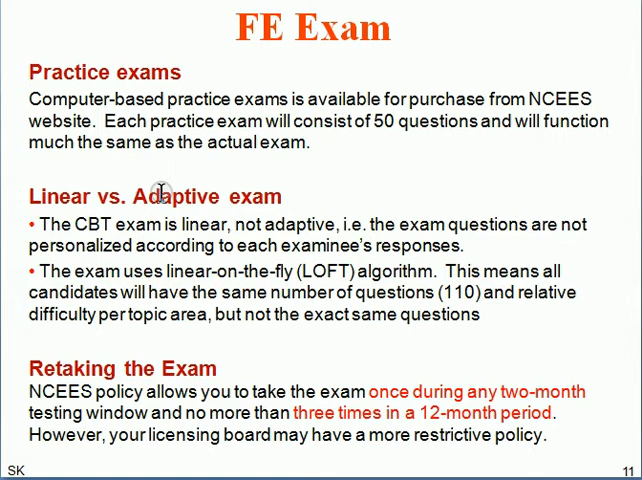 FE Exam
Practice exams
Computer-based practice exams is available for purchase from NCEES
website. Each practice exam will consist of 50 questions and will function
much the same as the actual exam.
Linear vs. Adaptive exam
• The CBT exam is linear, not adaptive, i.e. the exam questions are not
personalized according to each examinee's responses.
• The exam uses linear-on-the-fly (LOFT) algorithm. This means all
candidates will have the same number of questions (110) and relative
difficulty per topic area, but not the exact same questions
Retaking the Exam
NCEES policy allows you to take the exam once during any two-month
testing window and no more than three times in a 12-month period.
However, your licensing board may have a more restrictive policy.
SK
11